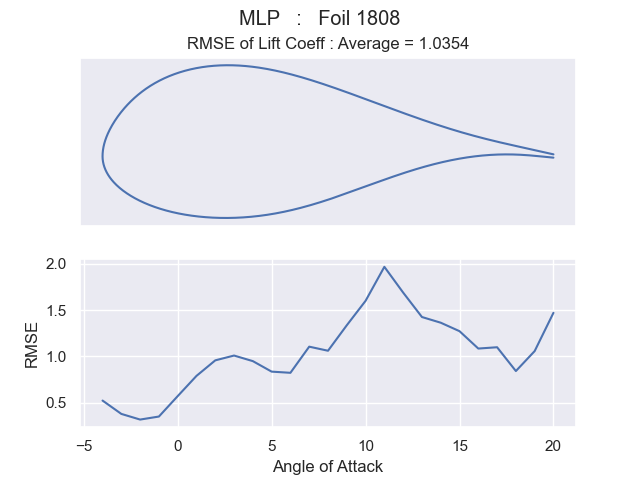 MLP   :   Foil 1808
RMSE of Lift Coeff : Average = 1.0354
2.0
1.5
1.0
0.5
RMSE
−5 0 5 10 15 20
Angle of Attack